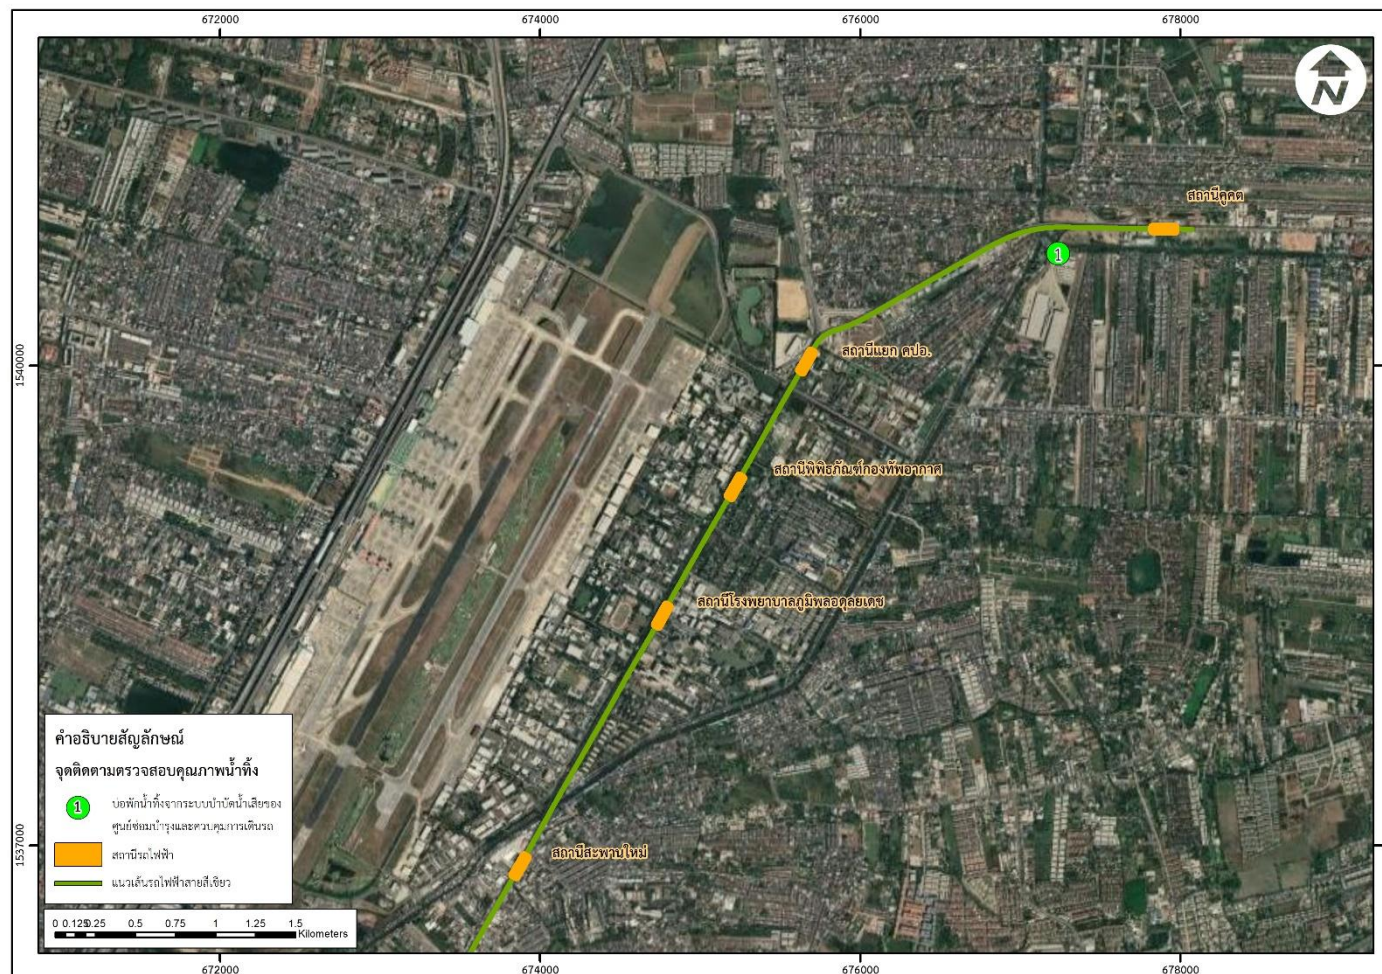 672000 674000 676000 678000
N
สถานีคูคต
1
สถานีแยก คปอ.
1540000 1540000
สถานีพิพิธภัณฑ์กองทัพอากาศ
สถานีโรงพยาบาลภูมิพลอดุลยเดช
คำอธิบายสัญลักษณ์
จุดติดตามตรวจสอบคุณภาพน้ำทิ้ง
1 บ่อพักน้ำทิ้งจากระบบบำบัดน้ำเสียของ
ศูนย์ซ่อมบำรุงและควบคุมการเดินรถ
สถานีรถไฟฟ้า
แนวเส้นรถไฟฟ้าสายสีเขียว
สถานีสะพานใหม่
1537000 1537000
0 0.125 0.25 0.5 0.75 1 1.25 1.5
Kilometers
672000 674000 676000 678000